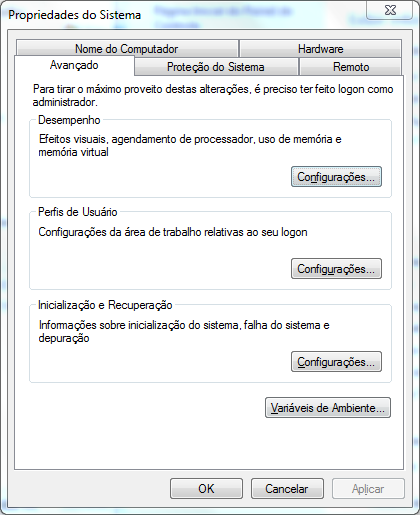 Propriedades do Sistema
Nome do Computador
Hardware
Avançado
Proteção do Sistema
Remoto
Para tirar o máximo proveito destas alterações, é preciso ter feito logon como
administrador.
Desempenho
Efeitos visuais, agendamento de processador, uso de memória e
memória virtual
Configurações...
Perfis de Usuário
Configurações da área de trabalho relativas ao seu logon
Configurações...
Inicialização e Recuperação
Informações sobre inicialização do sistema, falha do sistema e
depuração
Configurações...
Variáveis de Ambiente...
OK
Cancelar
Aplicar